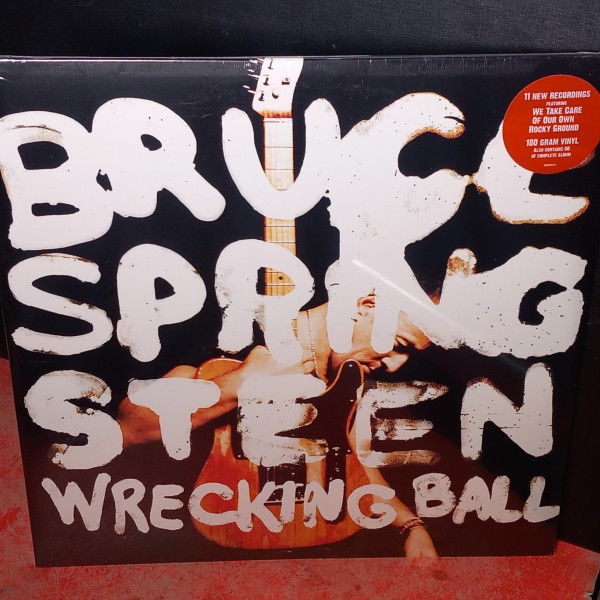 BRUCE
SPRING
STEEN
WRECKING BALL
11 NEW RECORDINGS
FEATURING
WE TAKE CARE
OF OUR OWN
ROCKY GROUND
180 GRAM VINYL
ALSO CONTAINS CD
OF COMPLETE ALBUM